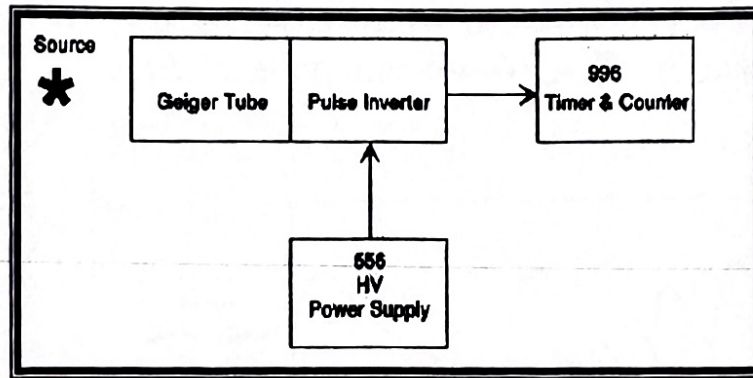 Source
Geiger Tube
Pulse Inverter
996
Timer & Counter
556
HV
Power Supply